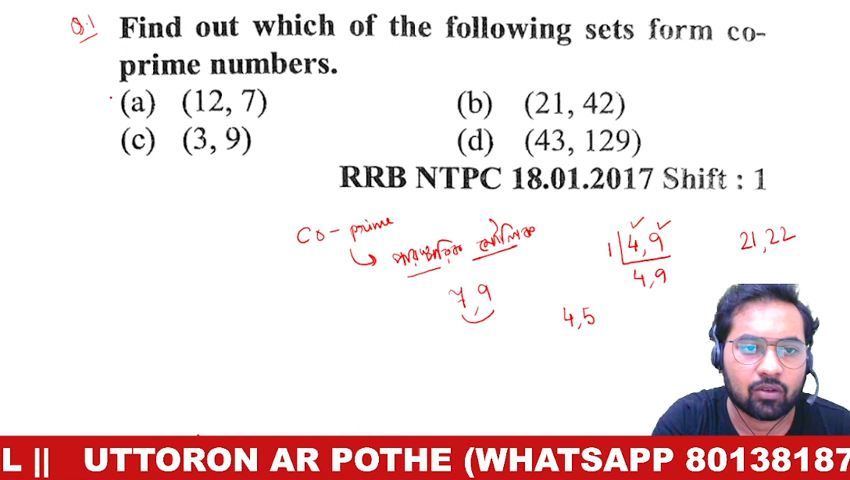 Q.1 Find out which of the following sets form co-
prime numbers.
(a) (12, 7) (b) (21, 42)
(c) (3, 9) (d) (43, 129)
RRB NTPC 18.01.2017 Shift : 1
Co-prime
পারস্পরিক মৌলিক
1 4, 9
4, 9
21, 22
7, 9
4, 5
L || UTTORON AR POTHE (WHATSAPP 80138187